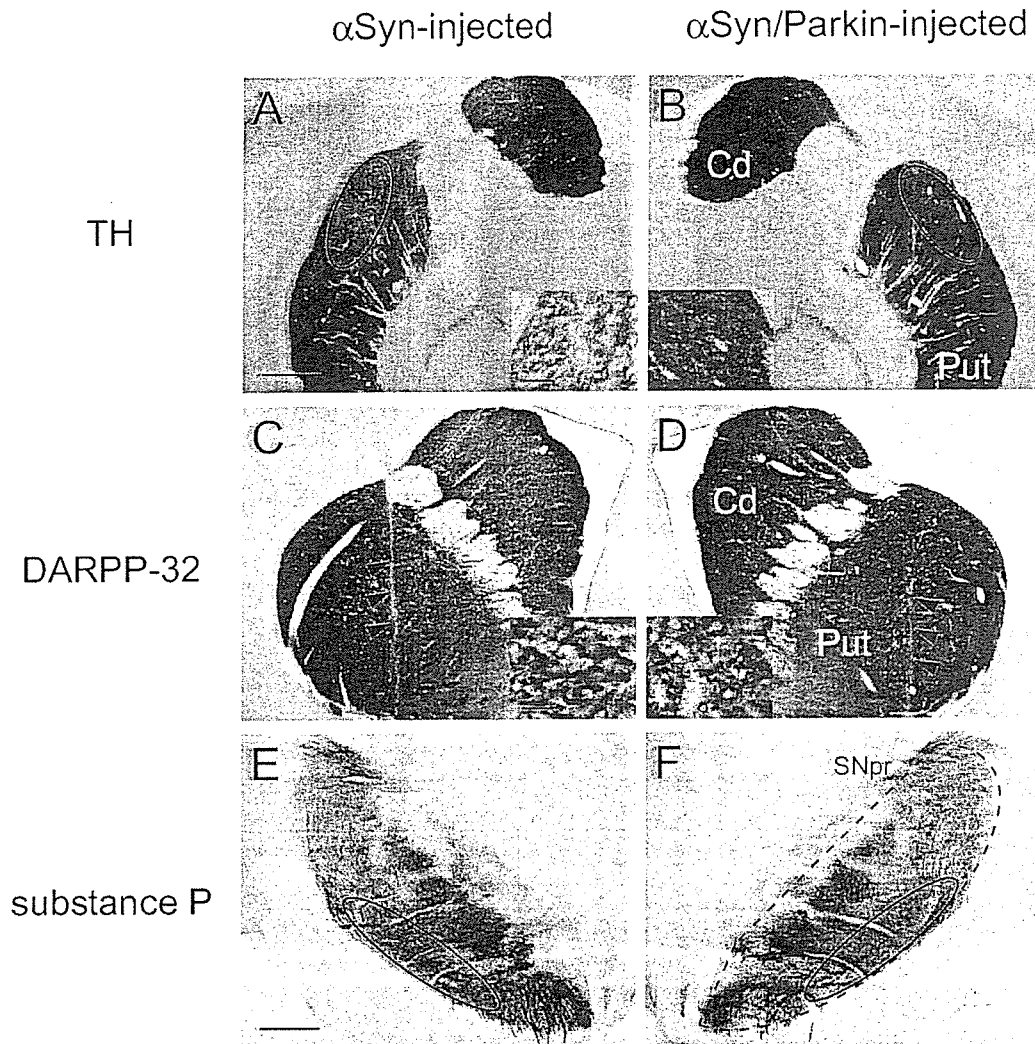 αSyn-injected
αSyn/Parkin-injected
TH
A
B
Cd
Put
DARPP-32
C
D
Cd
Put
substance P
E
F
SNpr